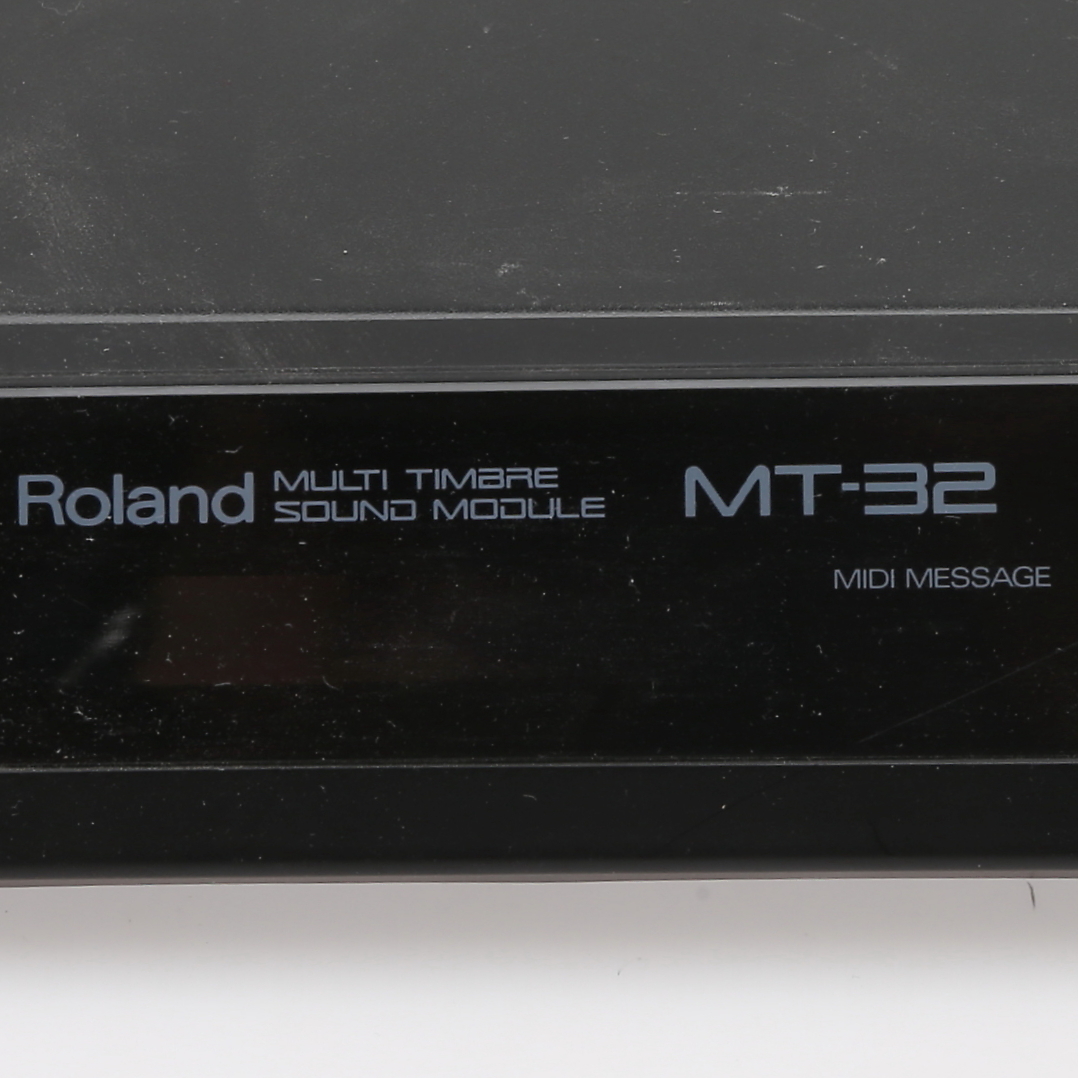 Roland MULTI TIMBRE
SOUND MODULE
MT-32
MIDI MESSAGE